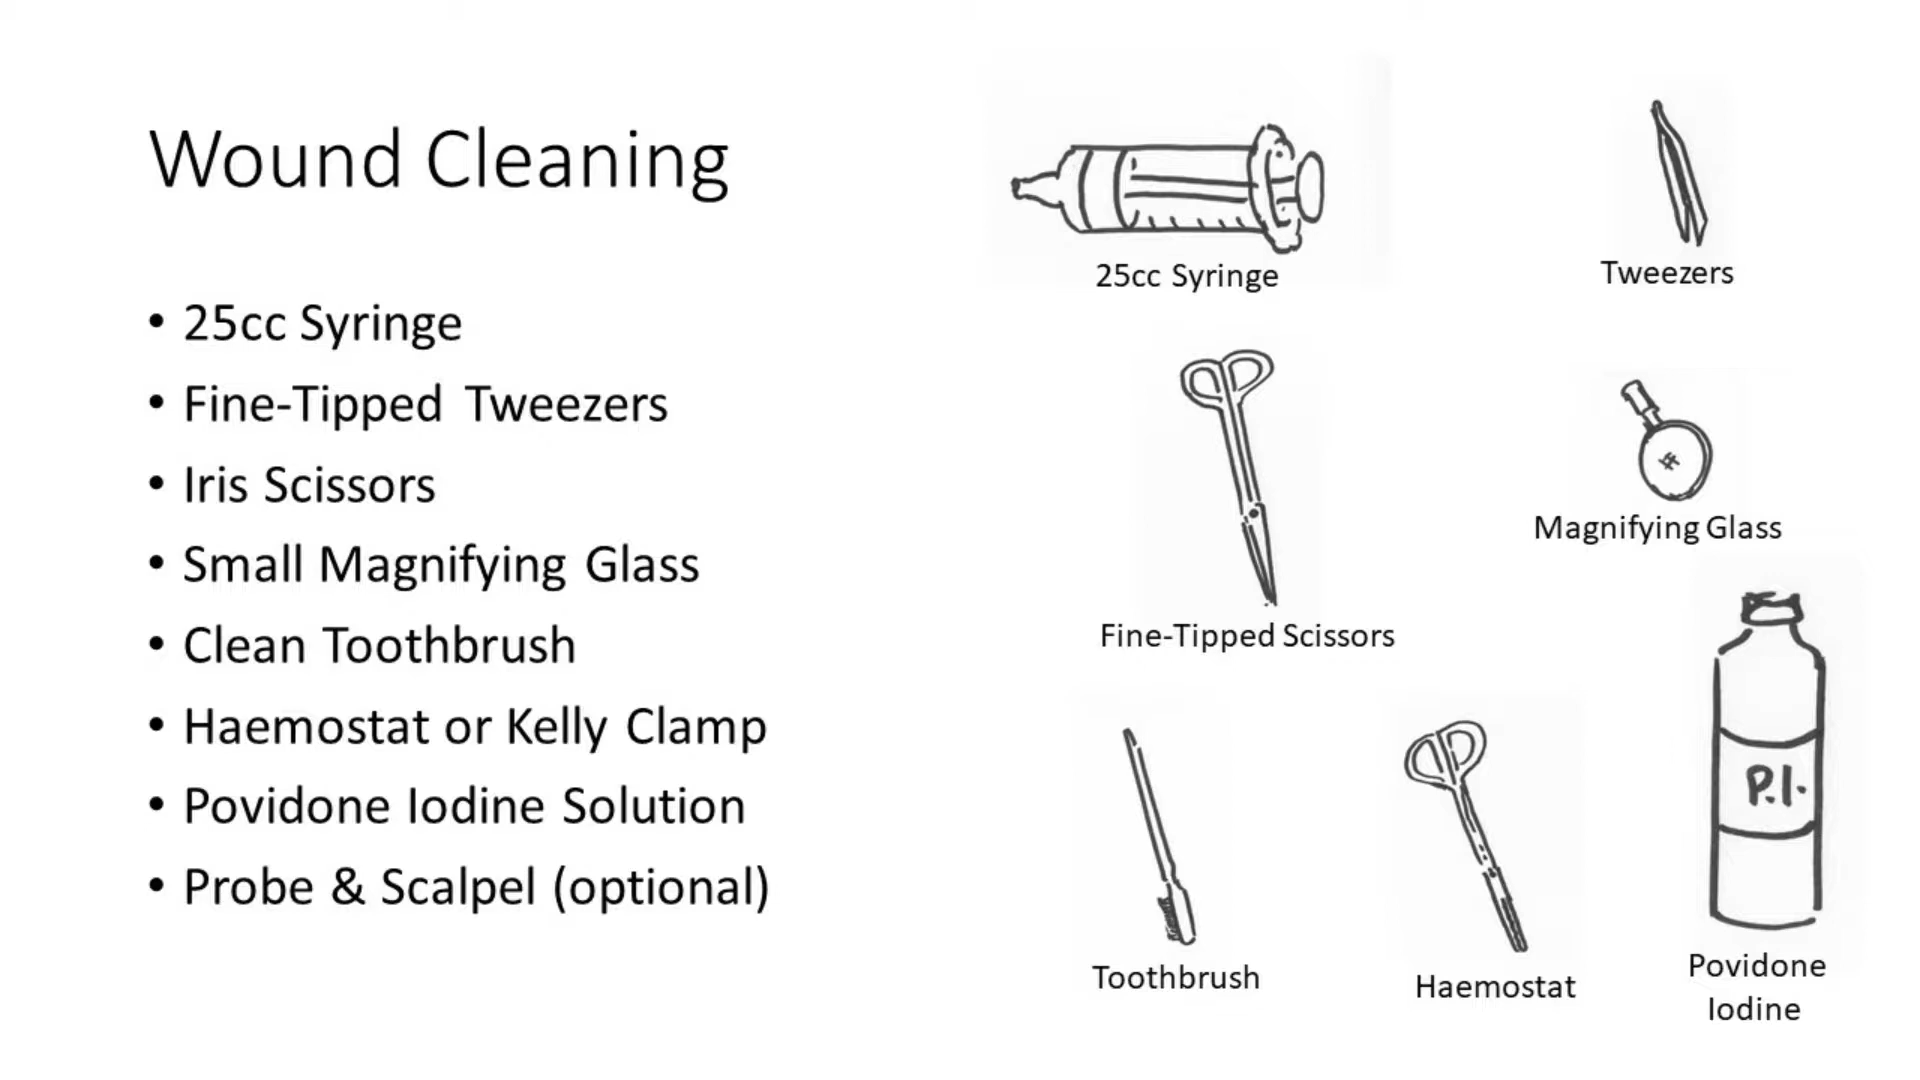 Wound Cleaning
• 25cc Syringe
• Fine-Tipped Tweezers
• Iris Scissors
• Small Magnifying Glass
• Clean Toothbrush
• Haemostat or Kelly Clamp
• Povidone Iodine Solution
• Probe & Scalpel (optional)
25cc Syringe
Tweezers
Fine-Tipped Scissors
Magnifying Glass
Toothbrush
Haemostat
P.I.
Povidone
Iodine